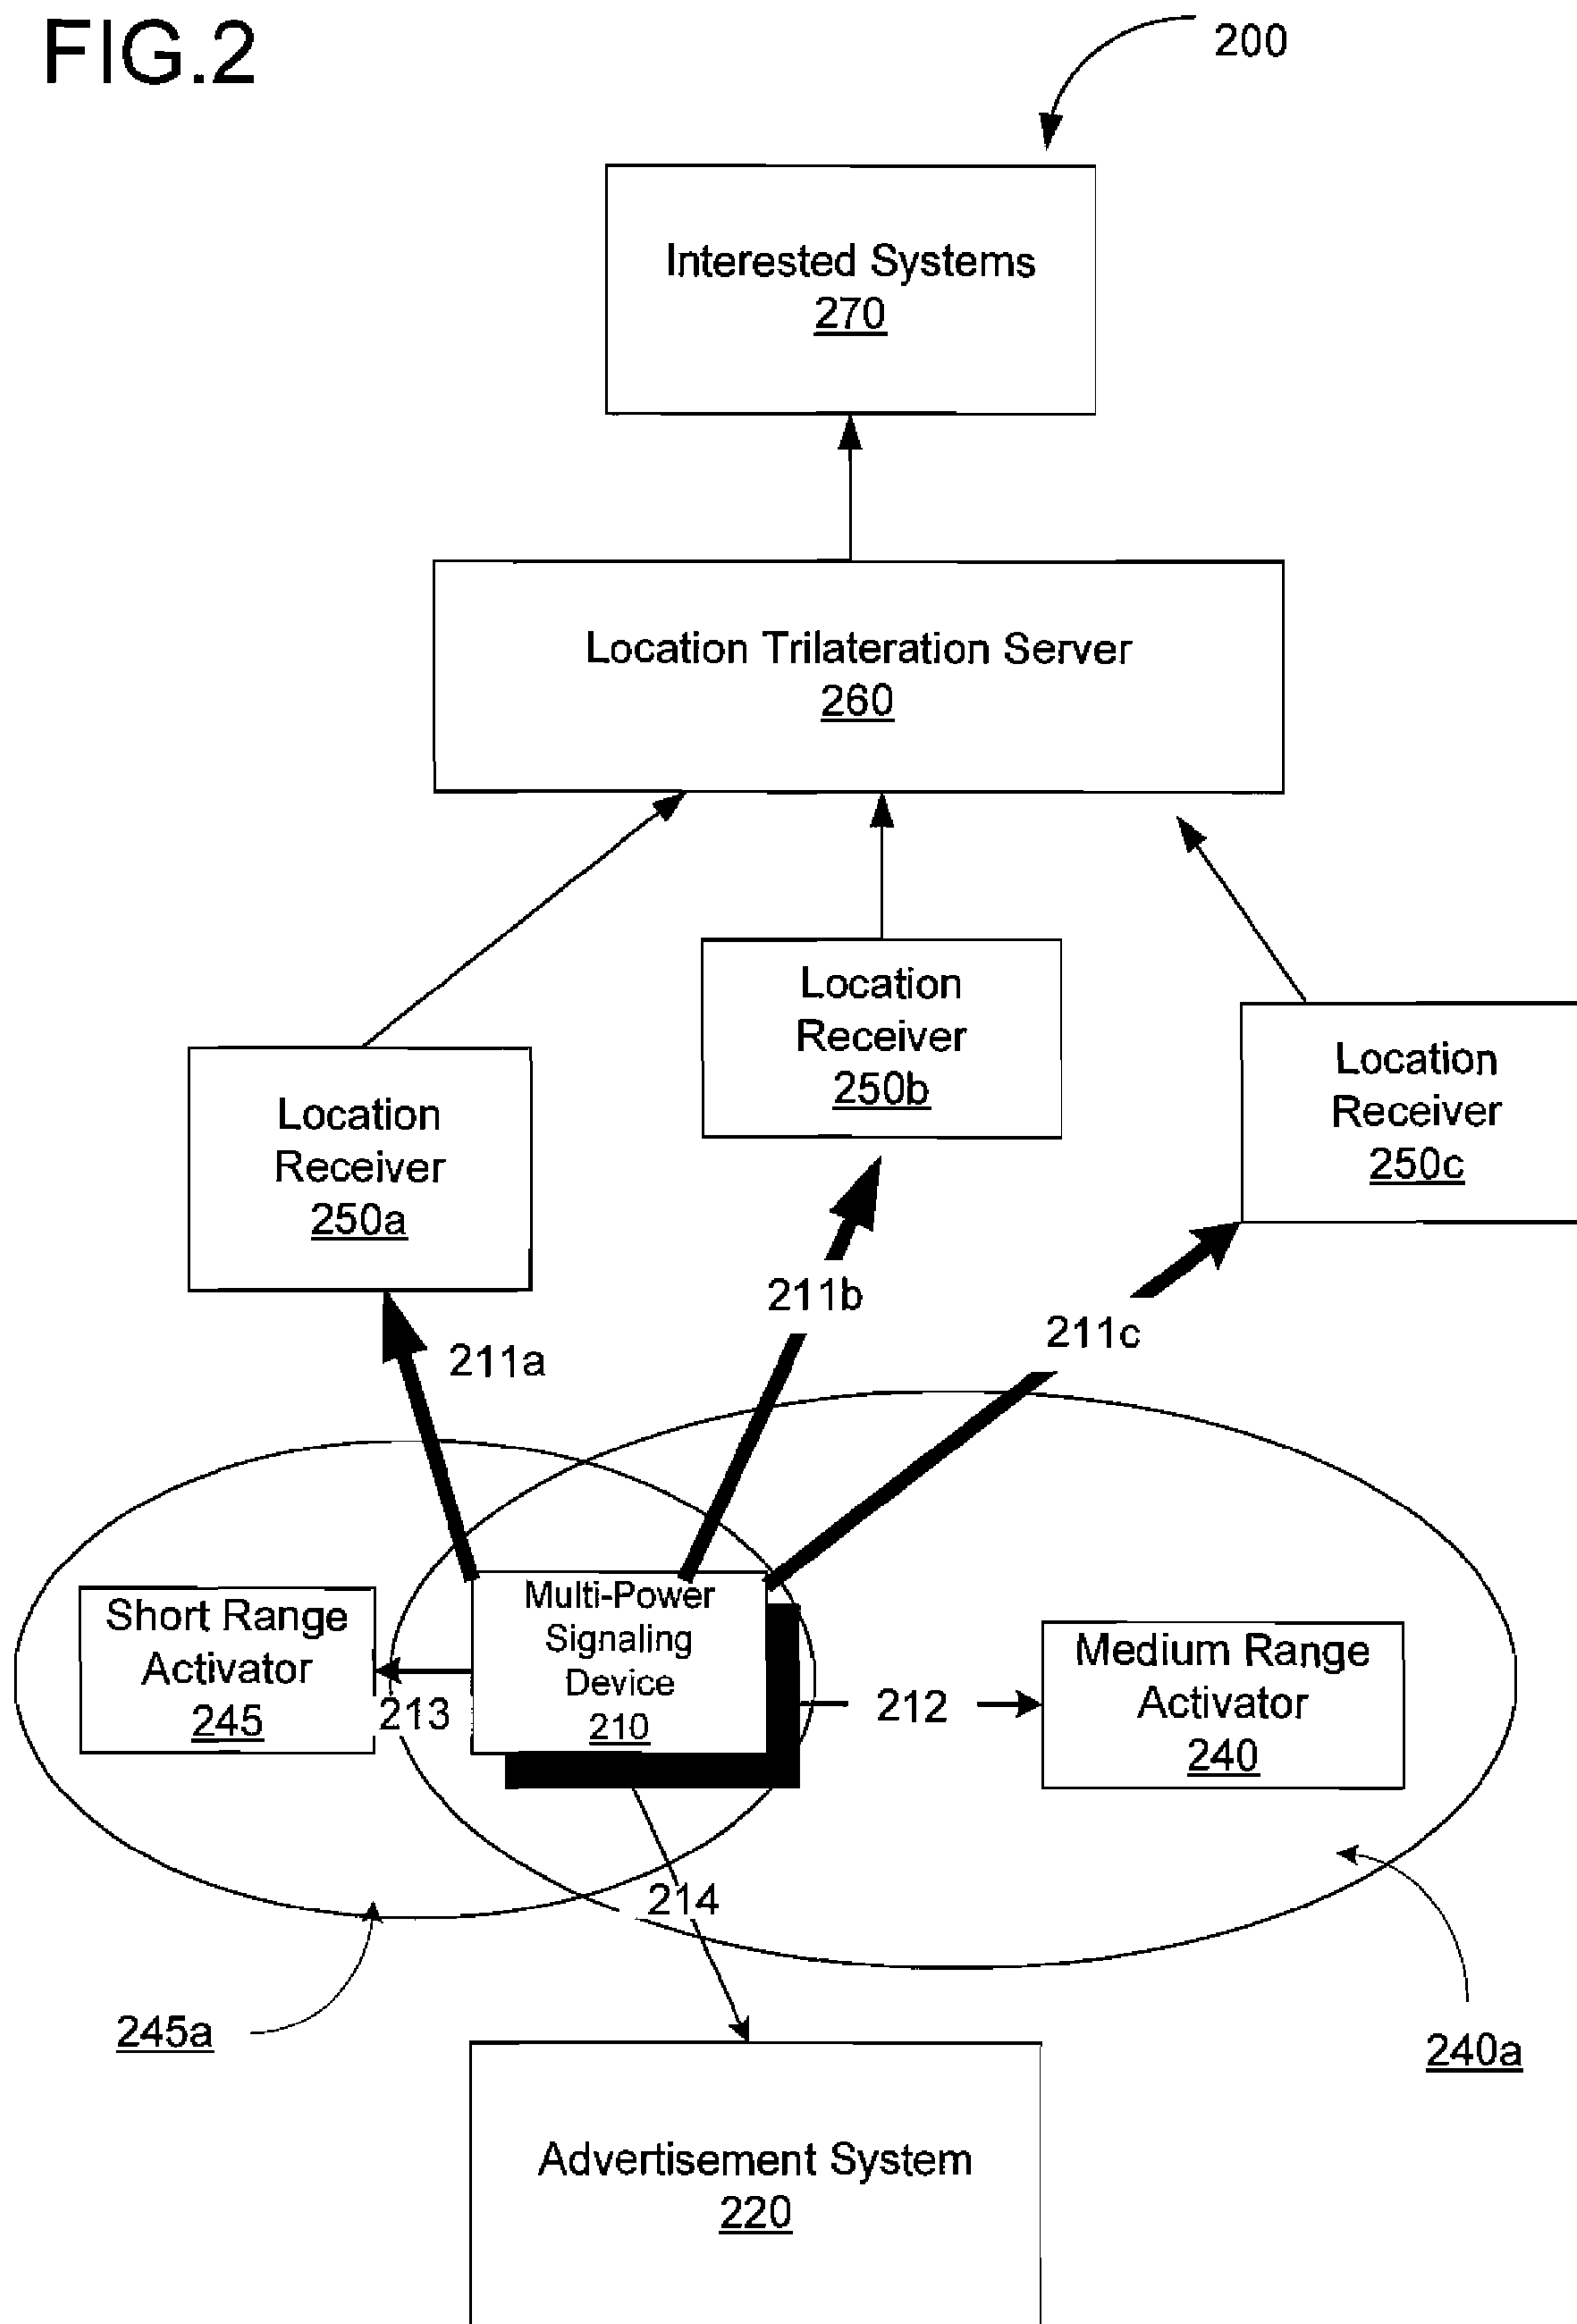 FIG.2
200
Interested Systems
270
Location Trilateration Server
260
Location
Receiver
250b
Location
Receiver
250c
Location
Receiver
250a
211b
211c
211a
Multi-Power
Signaling
Device
210
Short Range
Activator
245
Medium Range
Activator
240
213
212
214
245a
240a
Advertisement System
220